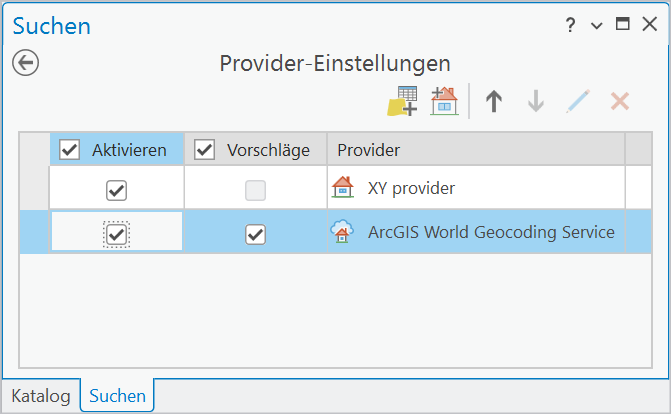 Suchen
Provider-Einstellungen
Aktivieren Vorschläge Provider
XY provider
ArcGIS World Geocoding Service
Katalog Suchen